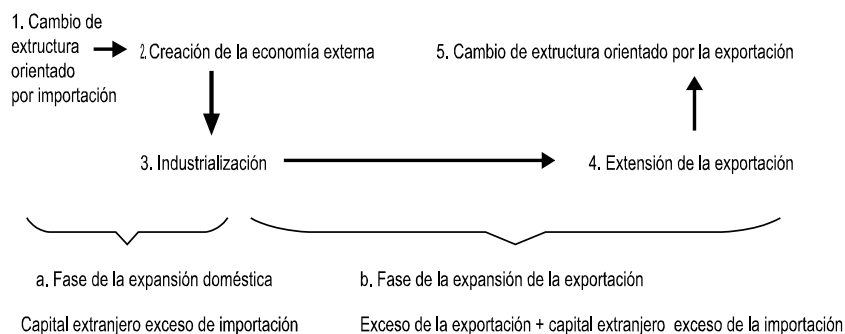 1. Cambio de
extructura
orientado
por importación
2. Creación de la economía externa
5. Cambio de extructura orientado por la exportación
3. Industrialización
4. Extensión de la exportación
a. Fase de la expansión doméstica
b. Fase de la expansión de la exportación
Capital extranjero exceso de importación
Exceso de la exportación + capital extranjero exceso de la importación